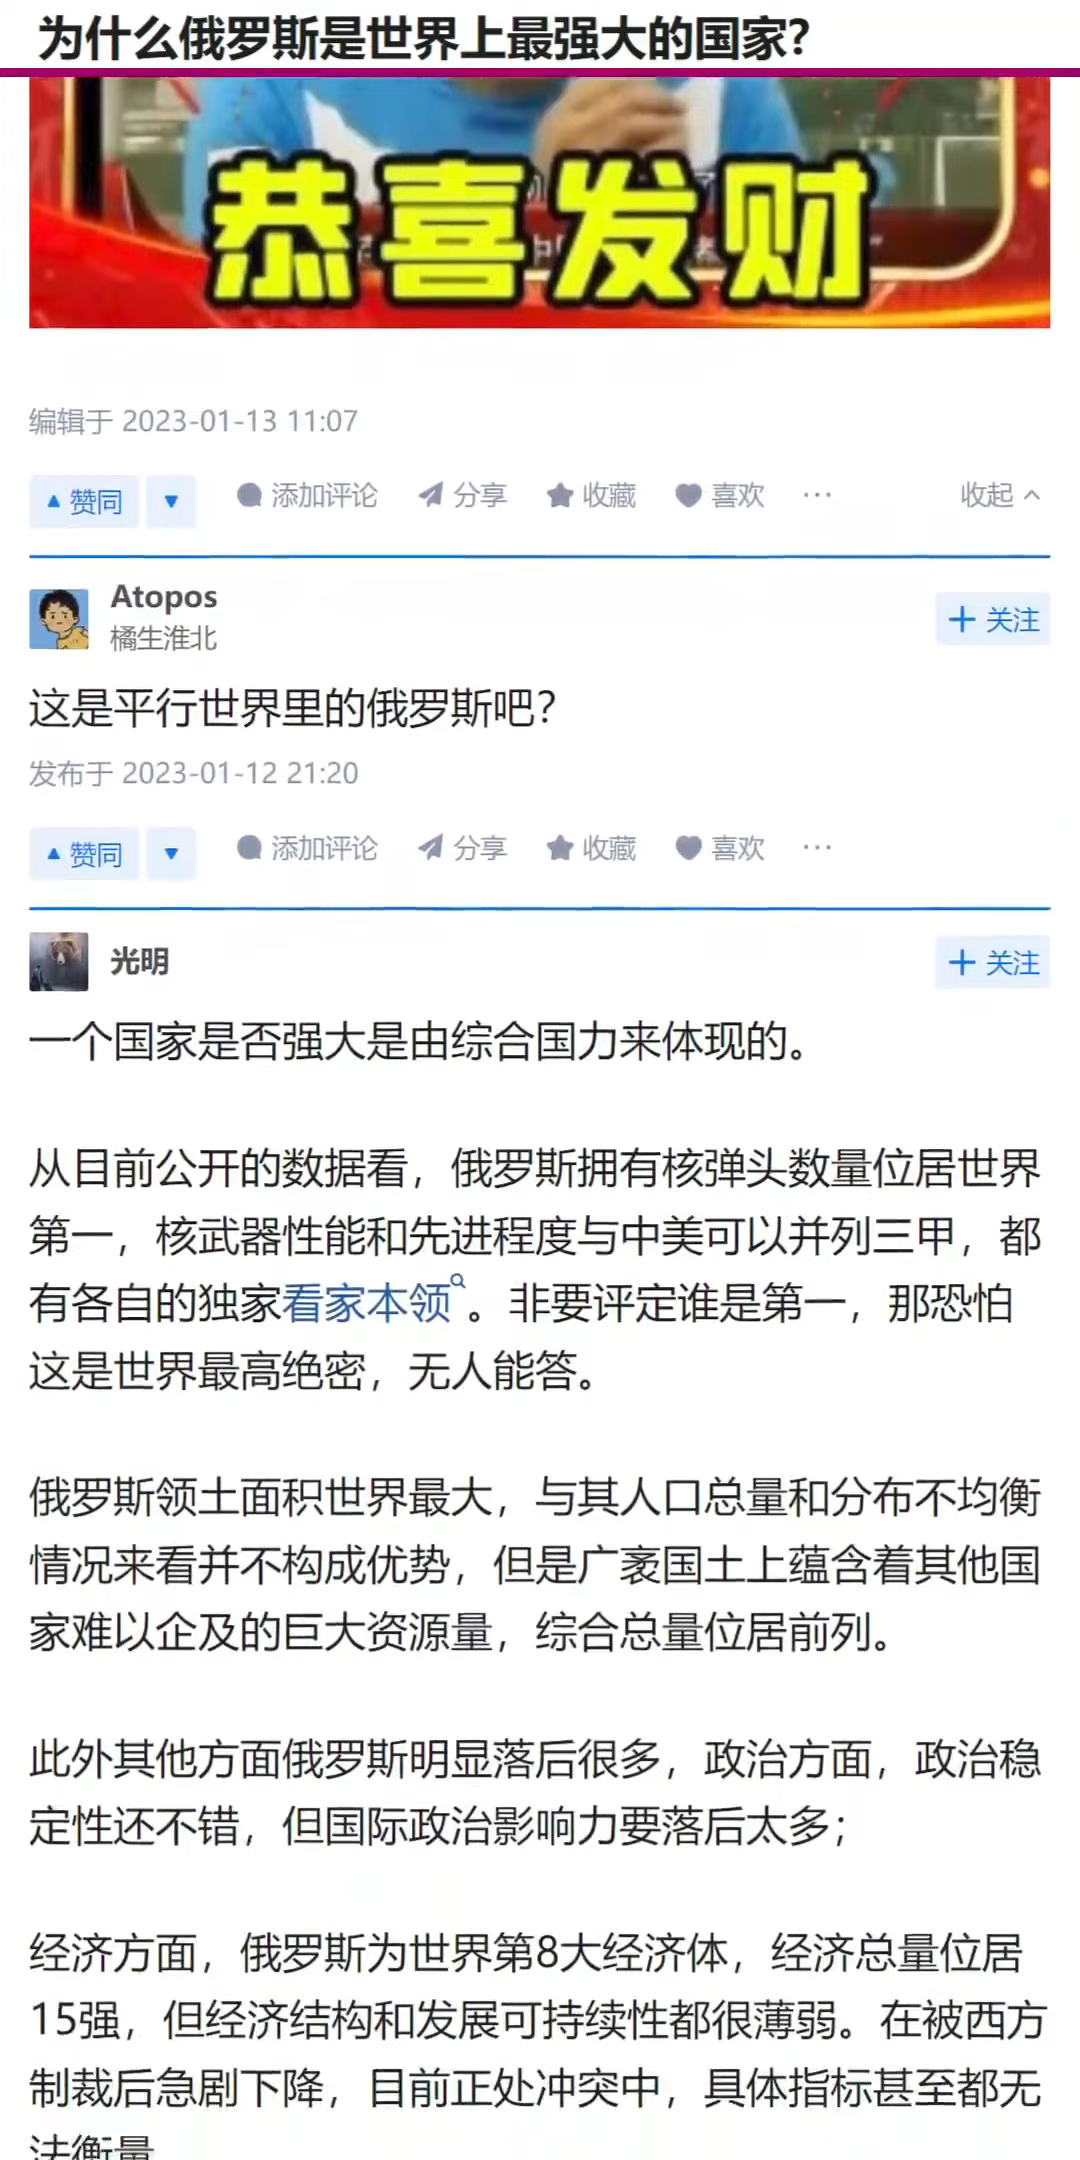 为什么俄罗斯是世界上最强大的国家?
恭喜发财
编辑于 2023-01-13 11:07
赞同 添加评论 分享 收藏 喜欢 ··· 收起
Atopos
橘生淮北
+ 关注
这是平行世界里的俄罗斯吧?
发布于 2023-01-12 21:20
赞同 添加评论 分享 收藏 喜欢 ···
光明
+ 关注
一个国家是否强大是由综合国力来体现的。
从目前公开的数据看，俄罗斯拥有核弹头数量位居世界
第一，核武器性能和先进程度与中美可以并列三甲，都
有各自的独家看家本领。非要评定谁是第一，那恐怕
这是世界最高绝密，无人能答。
俄罗斯领土面积世界最大，与其人口总量和分布不均衡
情况来看并不构成优势，但是广袤国土上蕴含着其他国
家难以企及的巨大资源量，综合总量位居前列。
此外其他方面俄罗斯明显落后很多，政治方面，政治稳
定性还不错，但国际政治影响力要落后太多；
经济方面，俄罗斯为世界第8大经济体，经济总量位居
15强，但经济结构和发展可持续性都很薄弱。在被西方
制裁后急剧下降，目前正处冲突中，具体指标甚至都无
法衡量